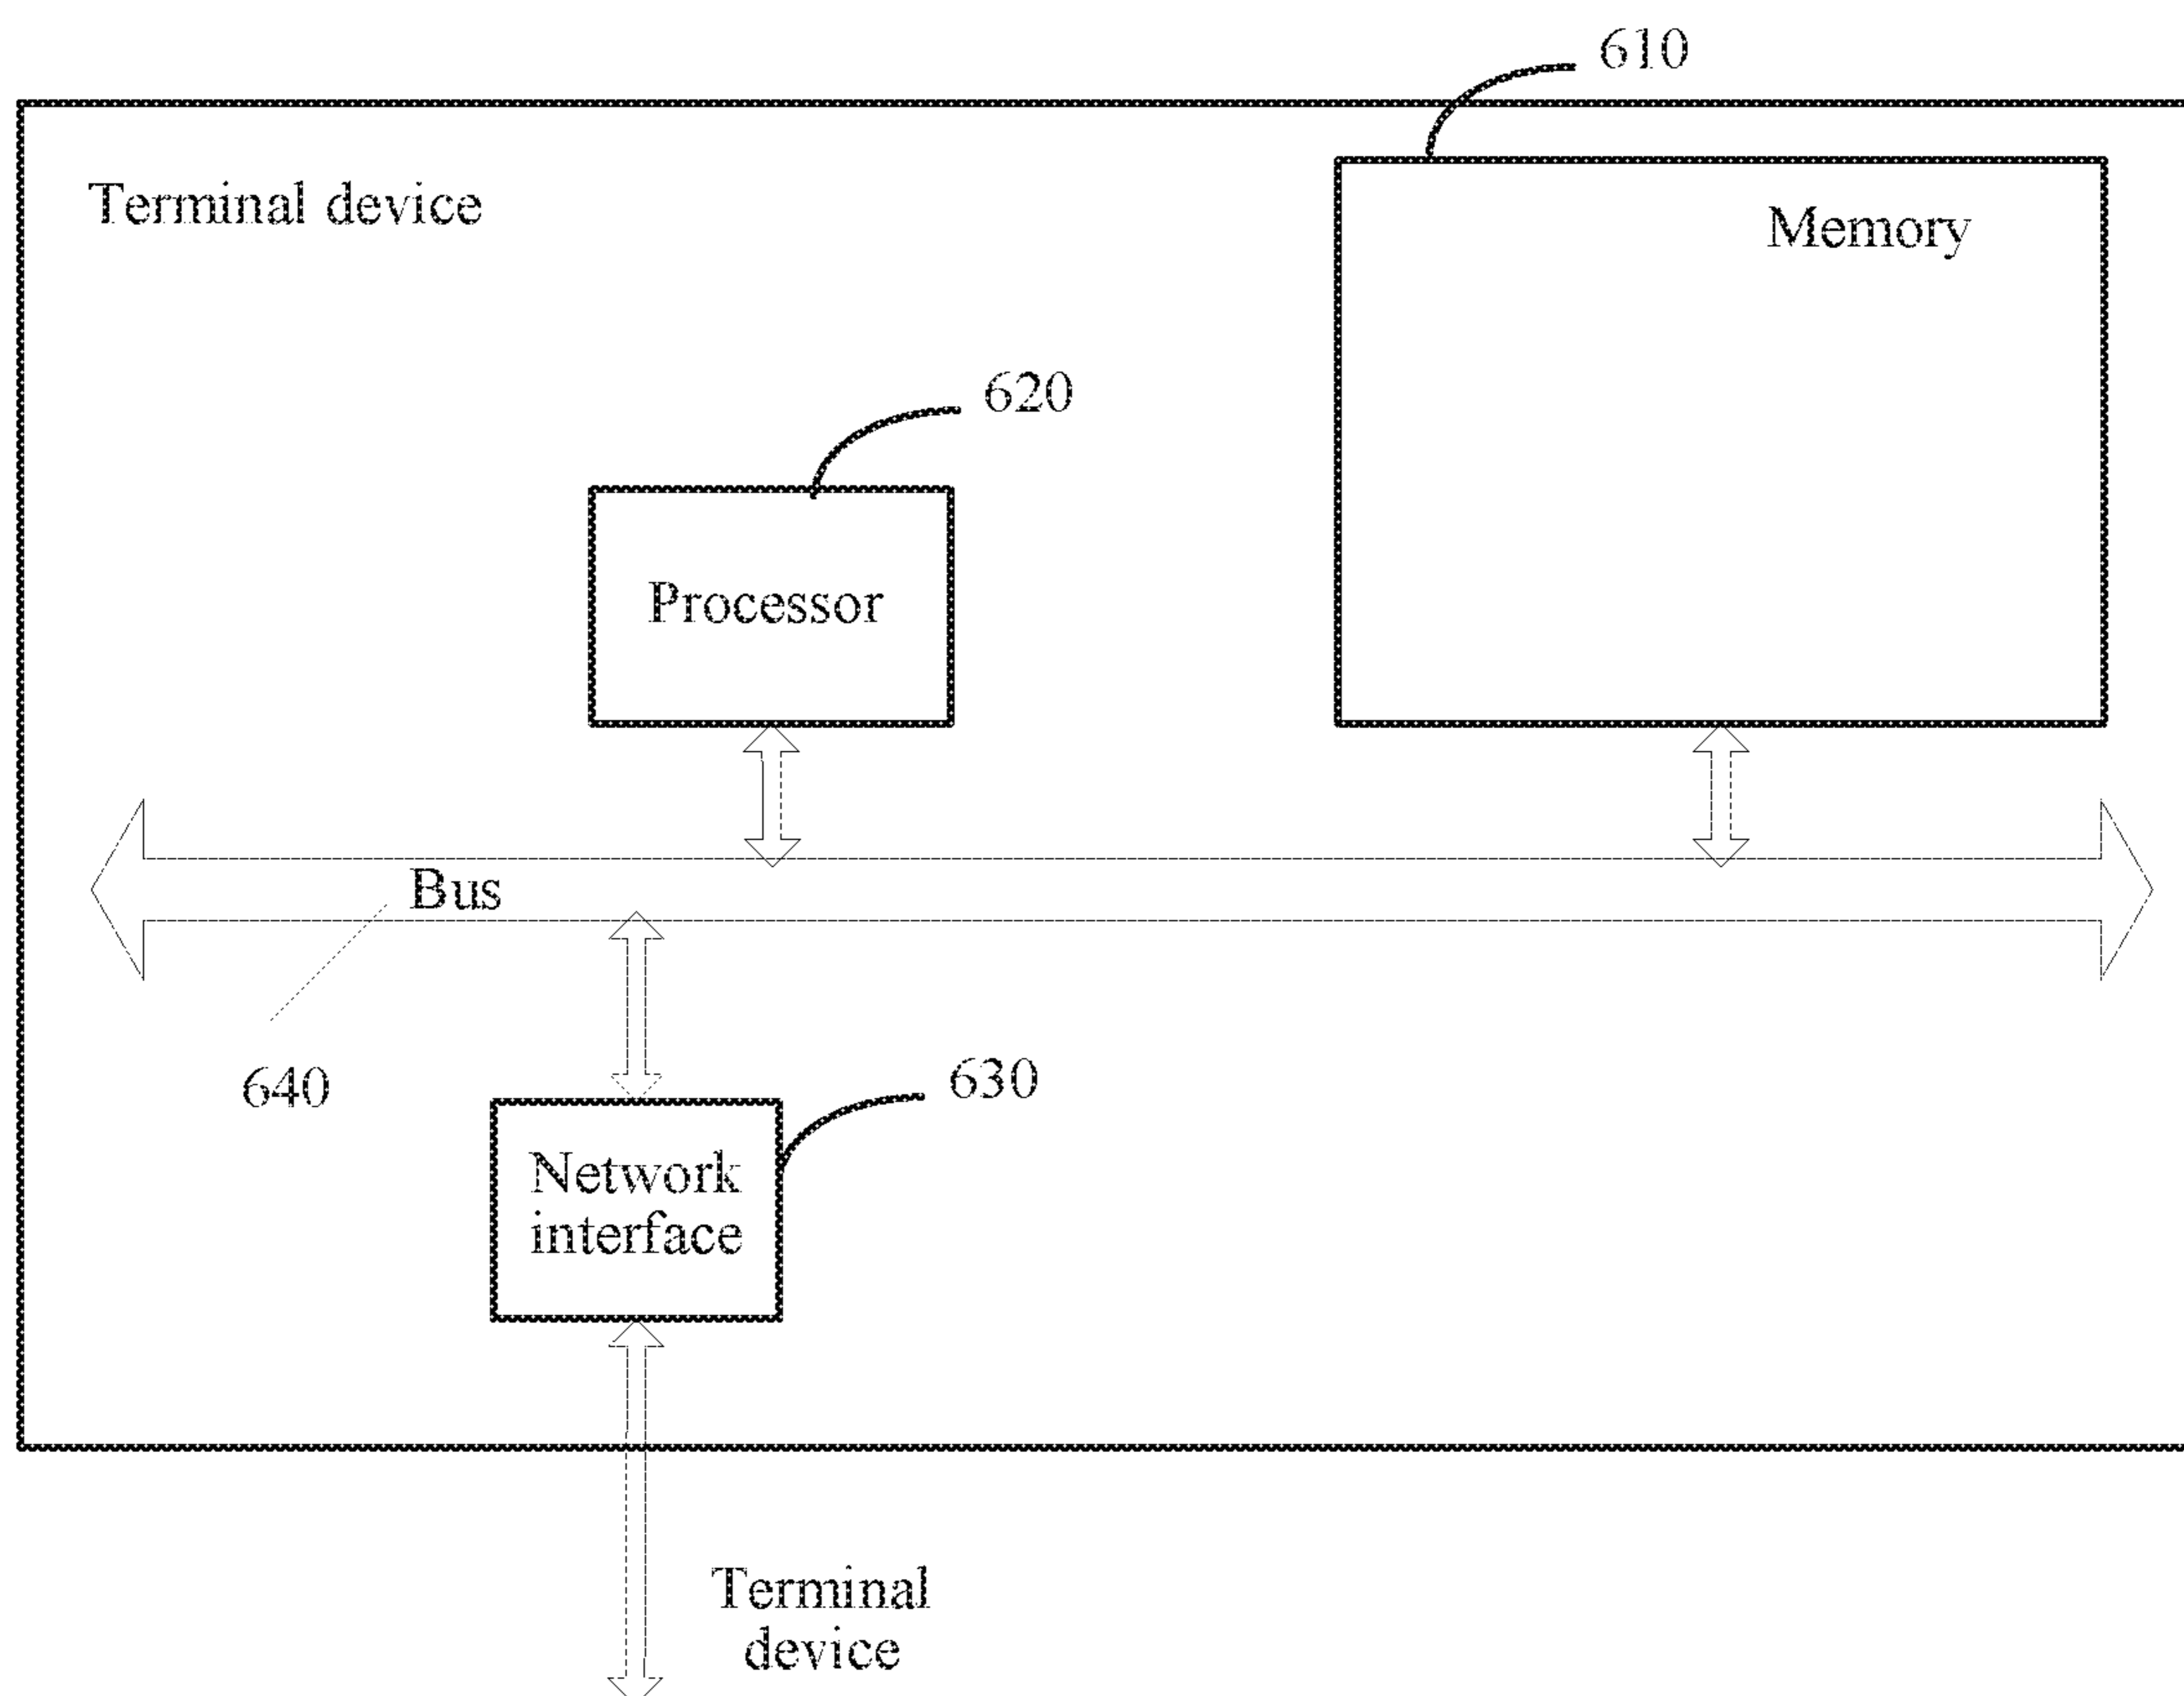 610
Terminal device
Memory
620
Processor
Bus
640
630
Network
interface
Terminal
device